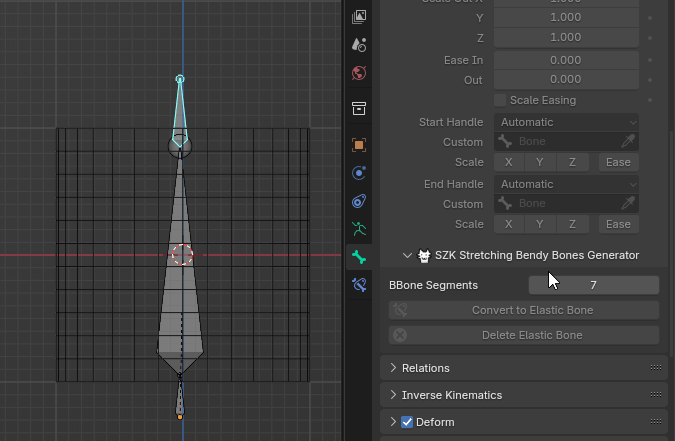 Scale Out X 1.000
Y 1.000
Z 1.000
Ease In 0.000
Out 0.000
Scale Easing
Start Handle Automatic
Custom Bone
Scale X Y Z Ease
End Handle Automatic
Custom Bone
Scale X Y Z Ease
SZK Stretching Bendy Bones Generator
BBone Segments 7
Convert to Elastic Bone
Delete Elastic Bone
Relations
Inverse Kinematics
Deform